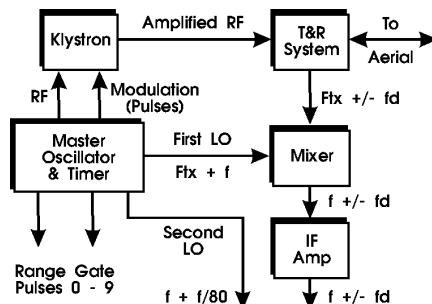 Amplified RF
Klystron
T&R
System
To
Aerial
RF
Modulation
(Pulses)
Ftx +/- fd
Master
Oscillator
& Timer
First LO
Ftx + f
Mixer
f +/- fd
Second
LO
IF
Amp
Range Gate
Pulses 0 - 9
f + f/80
f +/- fd